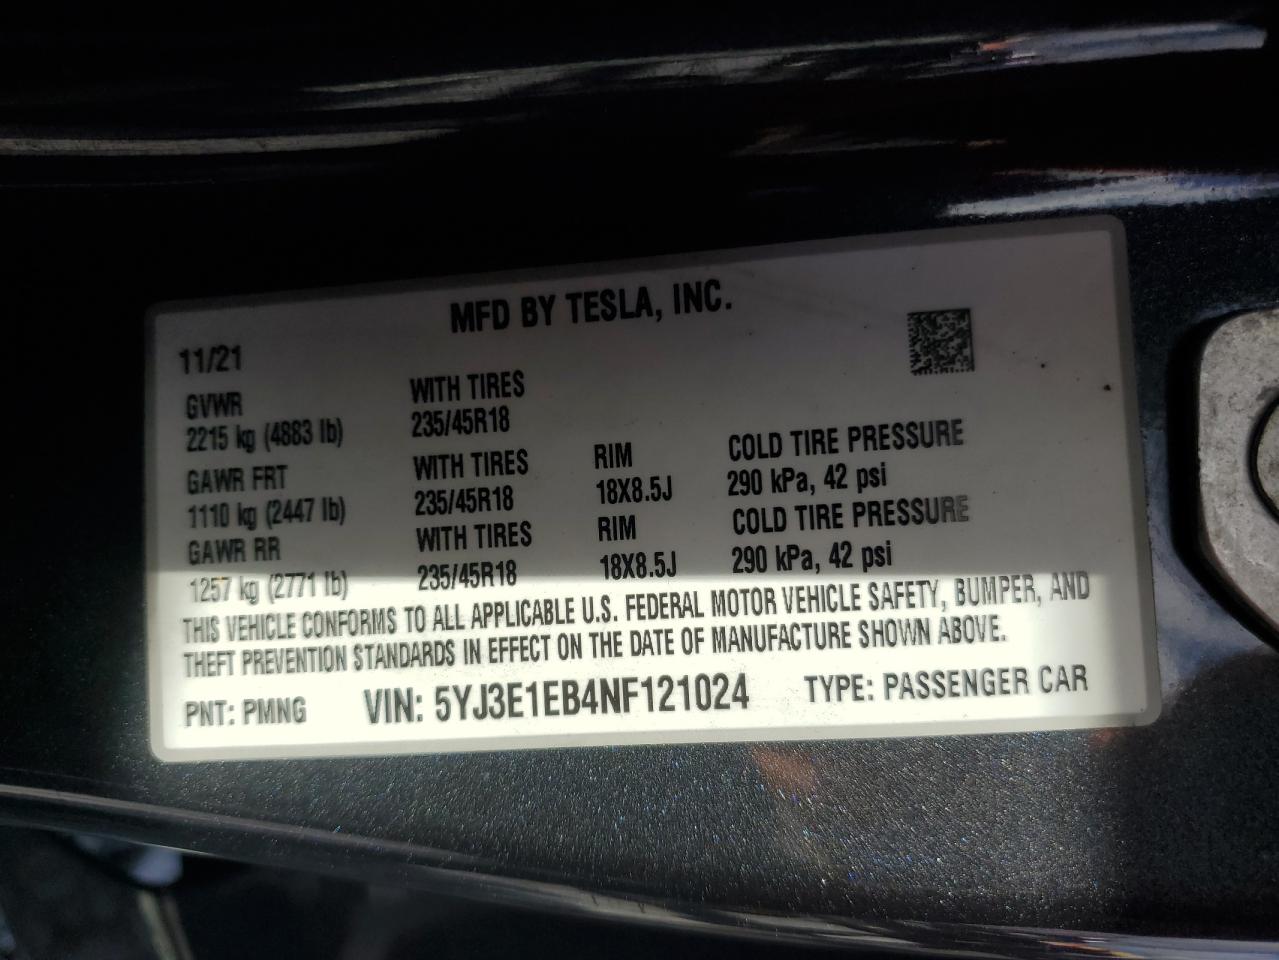 MFD BY TESLA, INC.
11/21
GVWR WITH TIRES
2215 kg (4883 lb) 235/45R18
GAWR FRT WITH TIRES RIM COLD TIRE PRESSURE
1110 kg (2447 lb) 235/45R18 18X8.5J 290 kPa, 42 psi
GAWR RR WITH TIRES RIM COLD TIRE PRESSURE
1257 kg (2771 lb) 235/45R18 18X8.5J 290 kPa, 42 psi
THIS VEHICLE CONFORMS TO ALL APPLICABLE U.S. FEDERAL MOTOR VEHICLE SAFETY, BUMPER, AND
THEFT PREVENTION STANDARDS IN EFFECT ON THE DATE OF MANUFACTURE SHOWN ABOVE.
PNT: PMNG VIN: 5YJ3E1EB4NF121024 TYPE: PASSENGER CAR